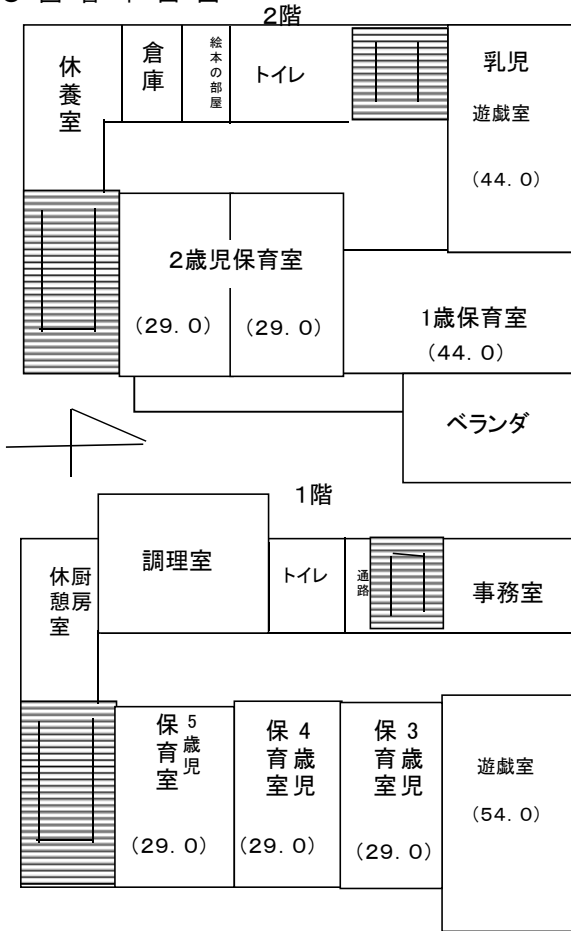 2階
休養室
倉庫
絵本の部屋
トイレ
乳児
遊戯室
(44.0)
2歳児保育室
(29.0)
(29.0)
1歳保育室
(44.0)
ベランダ
1階
厨房
休憩室
調理室
トイレ
通路
事務室
5歳児
保育室
(29.0)
4歳児
保育室
(29.0)
3歳児
保育室
(29.0)
遊戯室
(54.0)